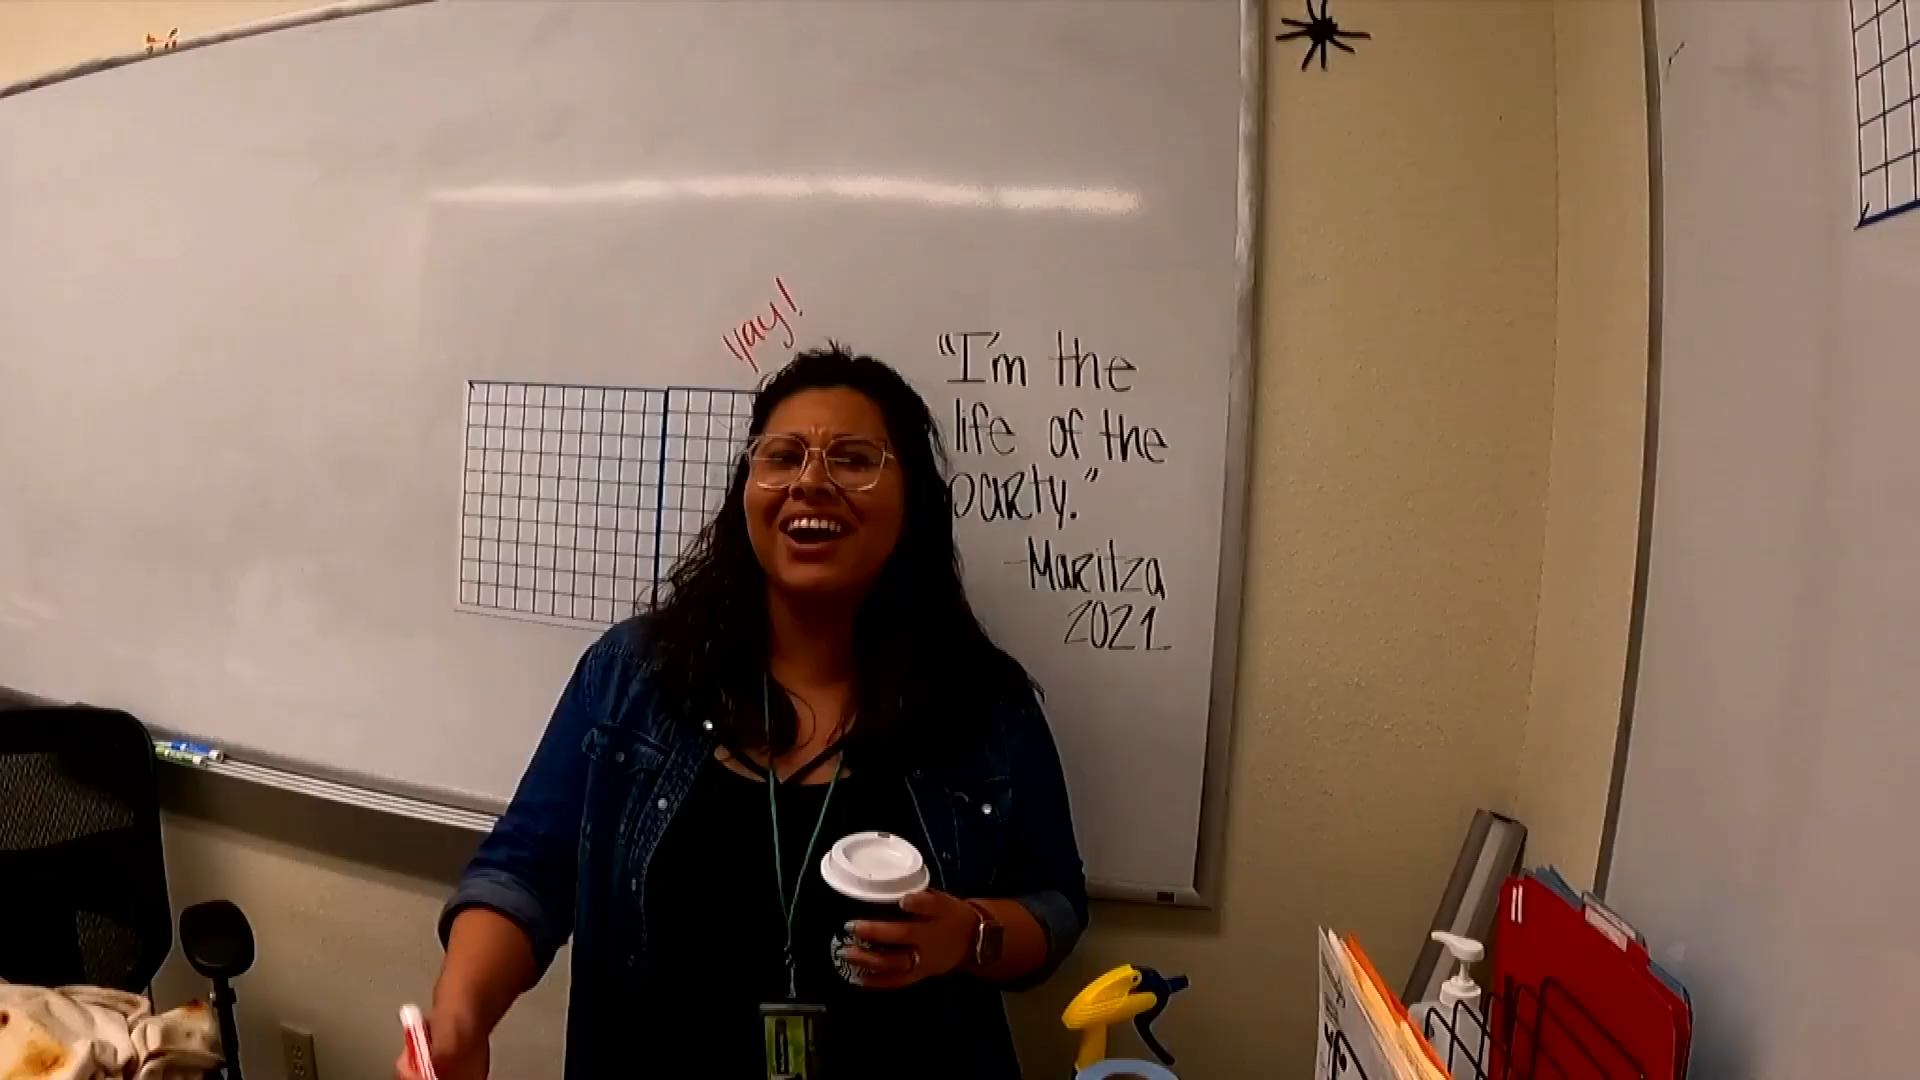 yay!
"I'm the
life of the
party."
-Maritza
2021